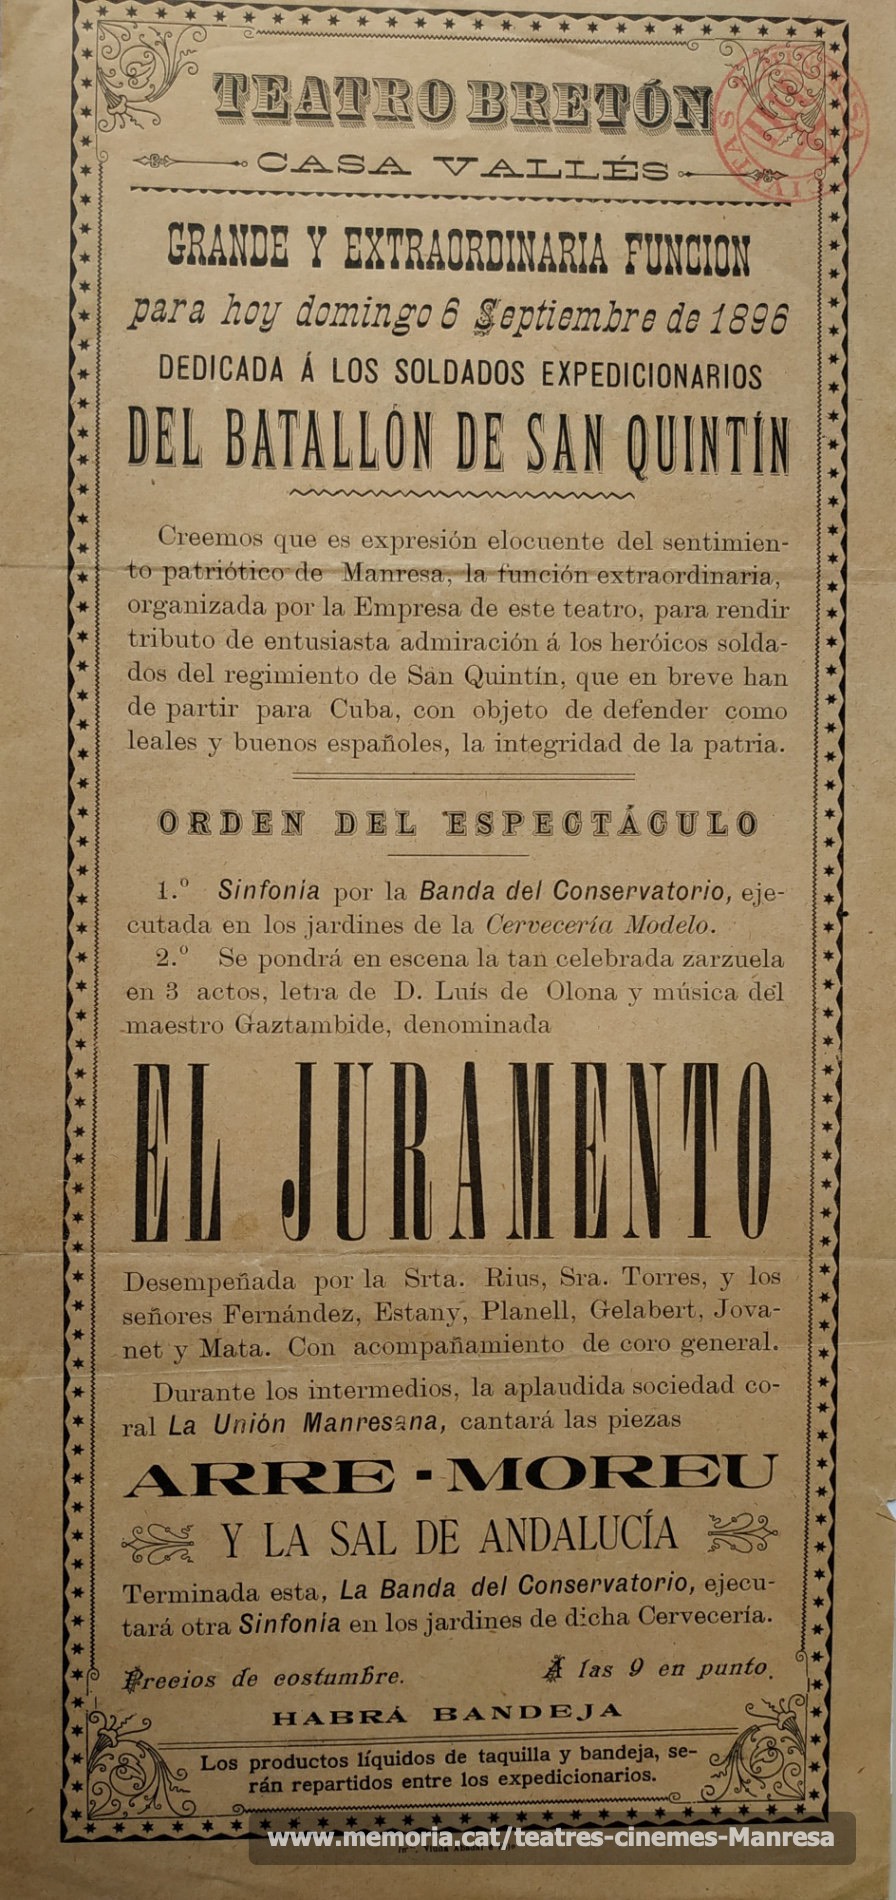 TEATRO BRETÓN
CASA VALLÉS
GRANDE Y EXTRAORDINARIA FUNCION
para hoy domingo 6 Septiembre de 1896
DEDICADA Á LOS SOLDADOS EXPEDICIONARIOS
DEL BATALLÓN DE SAN QUINTÍN
Creemos que es expresión elocuente del sentimien-
to patriótico de Manresa, la función extraordinaria,
organizada por la Empresa de este teatro, para rendir
tributo de entusiasta admiración á los heróicos solda-
dos del regimiento de San Quintín, que en breve han
de partir para Cuba, con objeto de defender como
leales y buenos españoles, la integridad de la patria.
ORDEN DEL ESPECTÁCULO
1.º Sinfonía por la Banda del Conservatorio, eje-
cutada en los jardines de la Cervecería Modelo.
2.º Se pondrá en escena la tan celebrada zarzuela
en 3 actos, letra de D. Luís de Olona y música del
maestro Gaztambide, denominada
EL JURAMENTO
Desempeñada por la Srta. Rius, Sra. Torres, y los
señores Fernández, Estany, Planell, Gelabert, Jova-
net y Mata. Con acompañamiento de coro general.
Durante los intermedios, la aplaudida sociedad co-
ral La Unión Manresana, cantará las piezas
ARRE-MOREU
Y LA SAL DE ANDALUCÍA
Terminada esta, La Banda del Conservatorio, ejecu-
tará otra Sinfonía en los jardines de dicha Cervecería.
Precios de costumbre. Á las 9 en punto.
HABRÁ BANDEJA
Los productos líquidos de taquilla y bandeja, se-
rán repartidos entre los expedicionarios.
www.memoria.cat/teatres-cinemes-Manresa